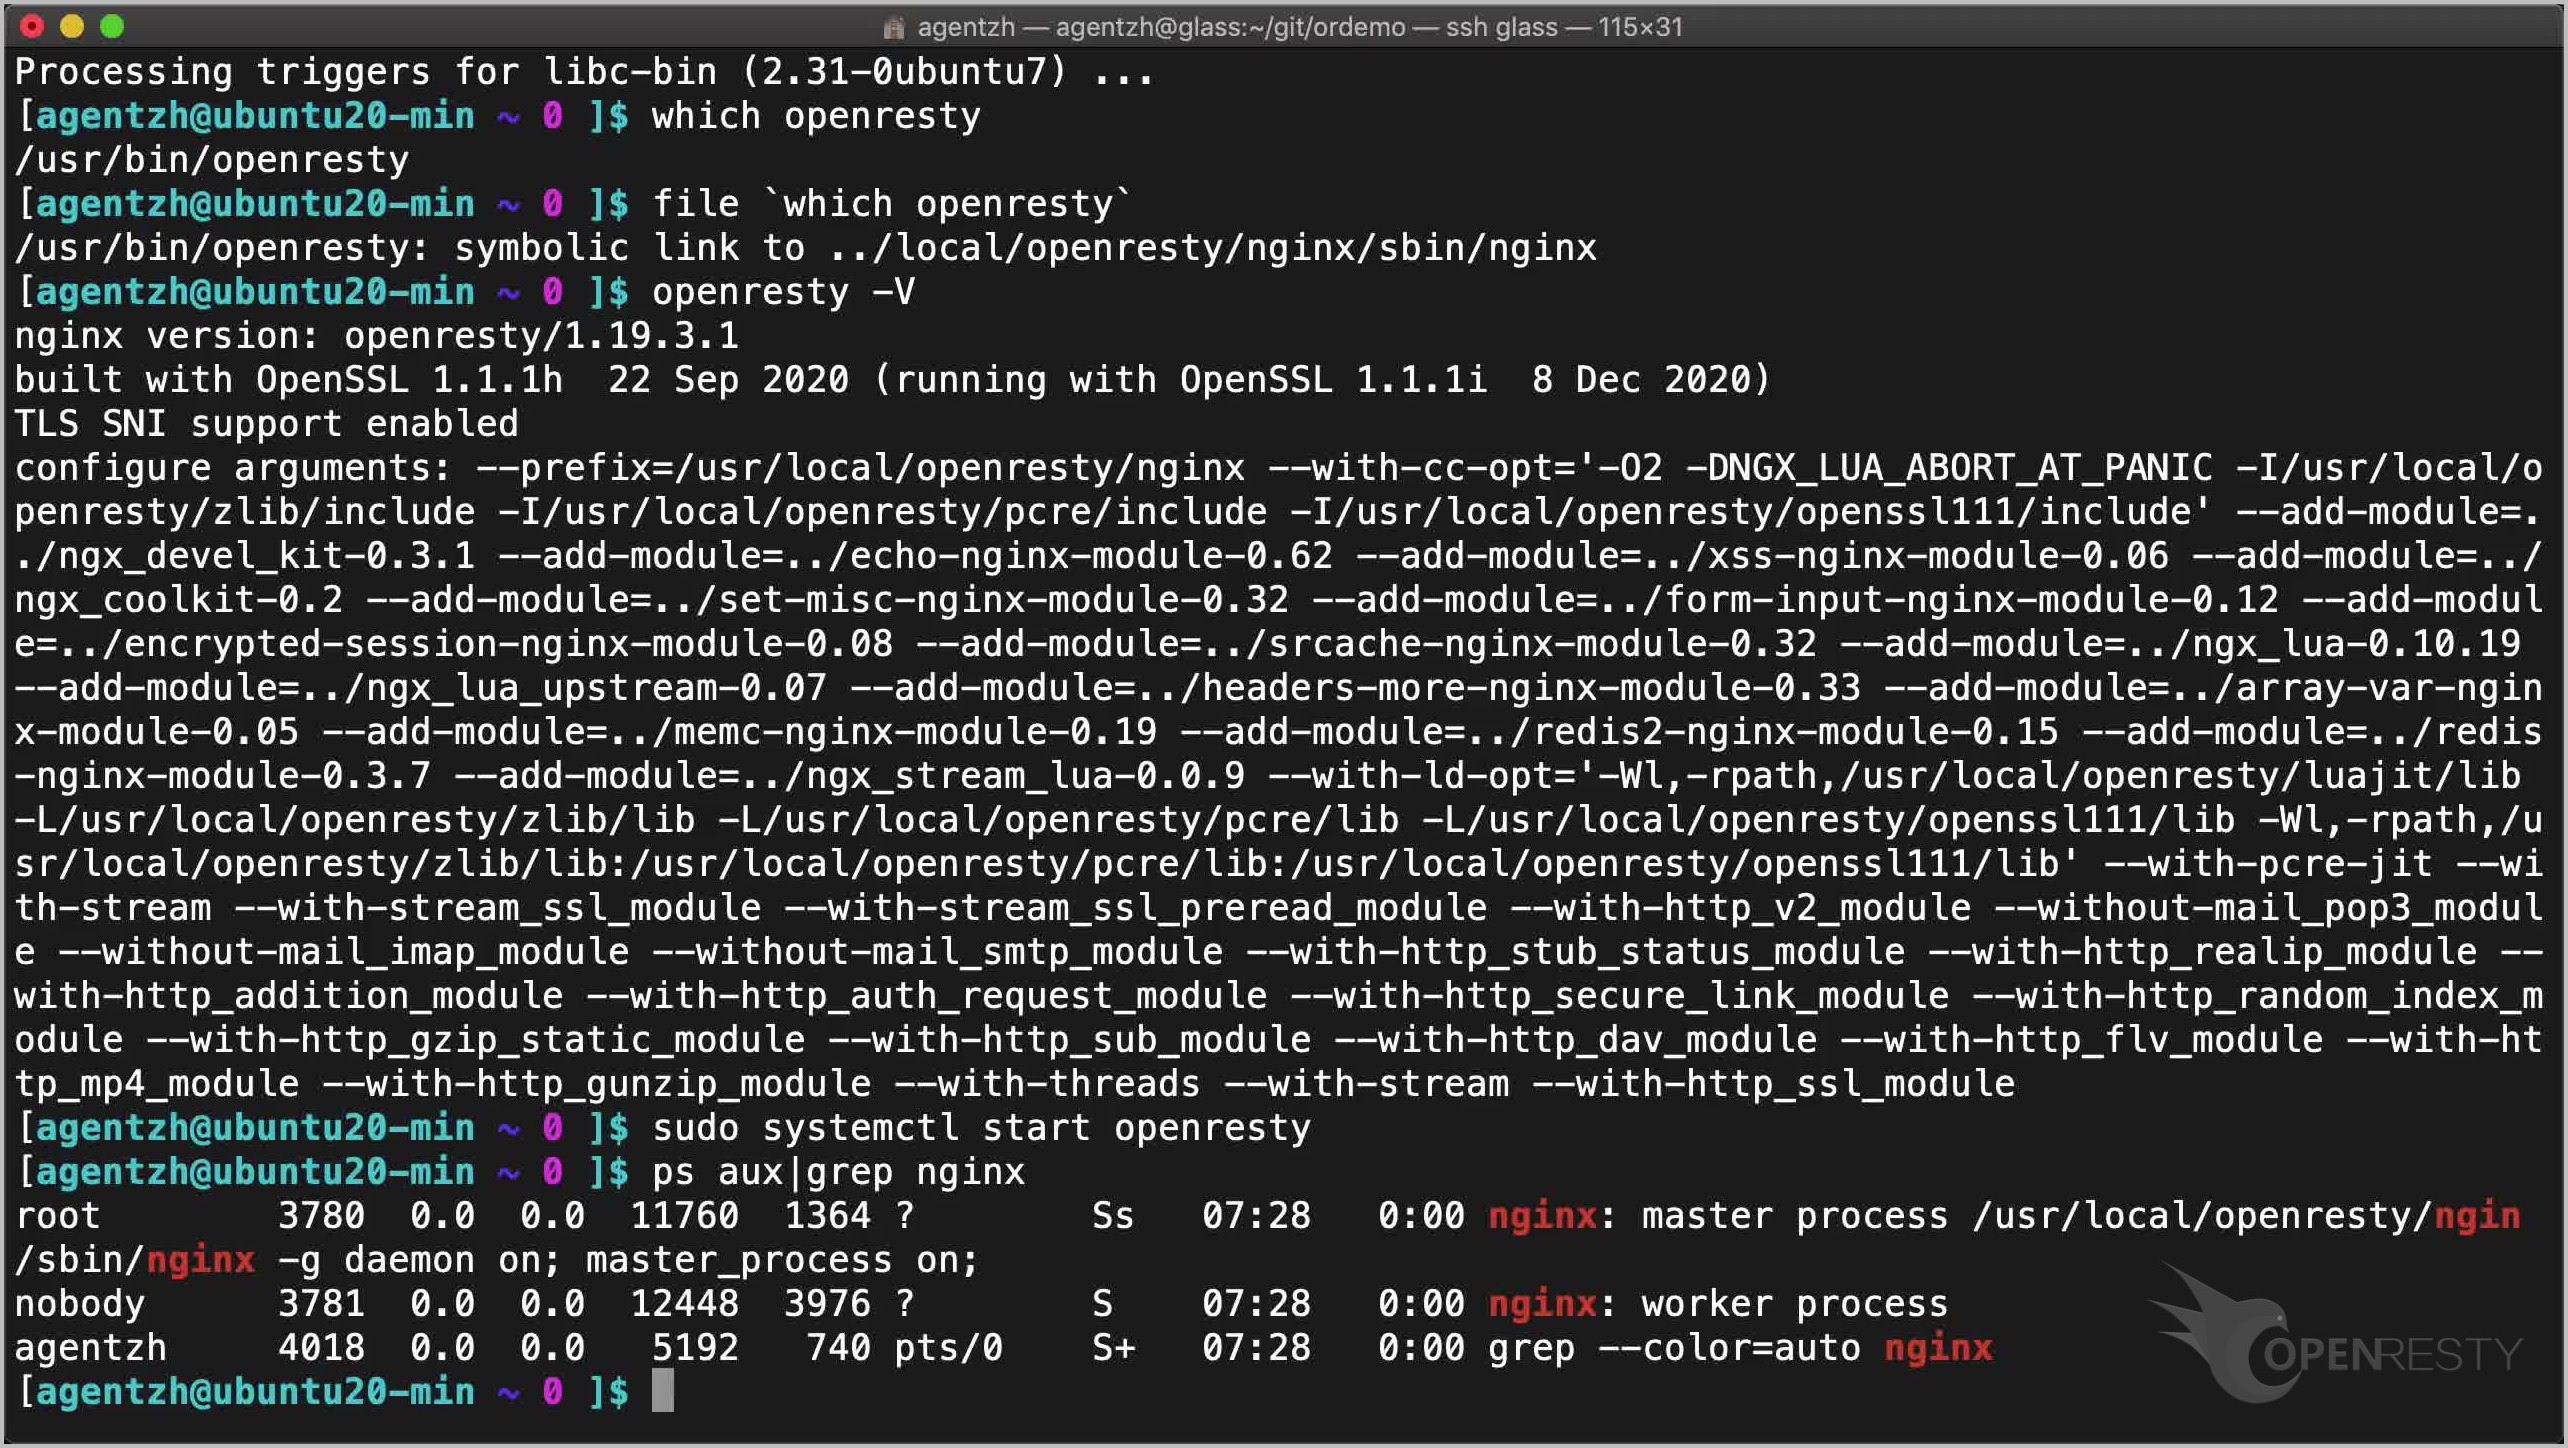 agentzh — agentzh@glass:~/git/ordemo — ssh glass — 115×31
Processing triggers for libc-bin (2.31-0ubuntu7) ...
[agentzh@ubuntu20-min ~ 0 ]$ which openresty
/usr/bin/openresty
[agentzh@ubuntu20-min ~ 0 ]$ file `which openresty`
/usr/bin/openresty: symbolic link to ../local/openresty/nginx/sbin/nginx
[agentzh@ubuntu20-min ~ 0 ]$ openresty -V
nginx version: openresty/1.19.3.1
built with OpenSSL 1.1.1h  22 Sep 2020 (running with OpenSSL 1.1.1i  8 Dec 2020)
TLS SNI support enabled
configure arguments: --prefix=/usr/local/openresty/nginx --with-cc-opt='-O2 -DNGX_LUA_ABORT_AT_PANIC -I/usr/local/o
penresty/zlib/include -I/usr/local/openresty/pcre/include -I/usr/local/openresty/openssl111/include' --add-module=.
./ngx_devel_kit-0.3.1 --add-module=../echo-nginx-module-0.62 --add-module=../xss-nginx-module-0.06 --add-module=../
ngx_coolkit-0.2 --add-module=../set-misc-nginx-module-0.32 --add-module=../form-input-nginx-module-0.12 --add-modul
e=../encrypted-session-nginx-module-0.08 --add-module=../srcache-nginx-module-0.32 --add-module=../ngx_lua-0.10.19
--add-module=../ngx_lua_upstream-0.07 --add-module=../headers-more-nginx-module-0.33 --add-module=../array-var-ngin
x-module-0.05 --add-module=../memc-nginx-module-0.19 --add-module=../redis2-nginx-module-0.15 --add-module=../redis
-nginx-module-0.3.7 --add-module=../ngx_stream_lua-0.0.9 --with-ld-opt='-Wl,-rpath,/usr/local/openresty/luajit/lib
-L/usr/local/openresty/zlib/lib -L/usr/local/openresty/pcre/lib -L/usr/local/openresty/openssl111/lib -Wl,-rpath,/u
sr/local/openresty/zlib/lib:/usr/local/openresty/pcre/lib:/usr/local/openresty/openssl111/lib' --with-pcre-jit --wi
th-stream --with-stream_ssl_module --with-stream_ssl_preread_module --with-http_v2_module --without-mail_pop3_modul
e --without-mail_imap_module --without-mail_smtp_module --with-http_stub_status_module --with-http_realip_module --
with-http_addition_module --with-http_auth_request_module --with-http_secure_link_module --with-http_random_index_m
odule --with-http_gzip_static_module --with-http_sub_module --with-http_dav_module --with-http_flv_module --with-ht
tp_mp4_module --with-http_gunzip_module --with-threads --with-stream --with-http_ssl_module
[agentzh@ubuntu20-min ~ 0 ]$ sudo systemctl start openresty
[agentzh@ubuntu20-min ~ 0 ]$ ps aux|grep nginx
root        3780  0.0  0.0  11760  1364 ?        Ss   07:28   0:00 nginx: master process /usr/local/openresty/ngin
/sbin/nginx -g daemon on; master_process on;
nobody      3781  0.0  0.0  12448  3976 ?        S    07:28   0:00 nginx: worker process
agentzh     4018  0.0  0.0   5192   740 pts/0    S+   07:28   0:00 grep --color=auto nginx
[agentzh@ubuntu20-min ~ 0 ]$
OPENRESTY